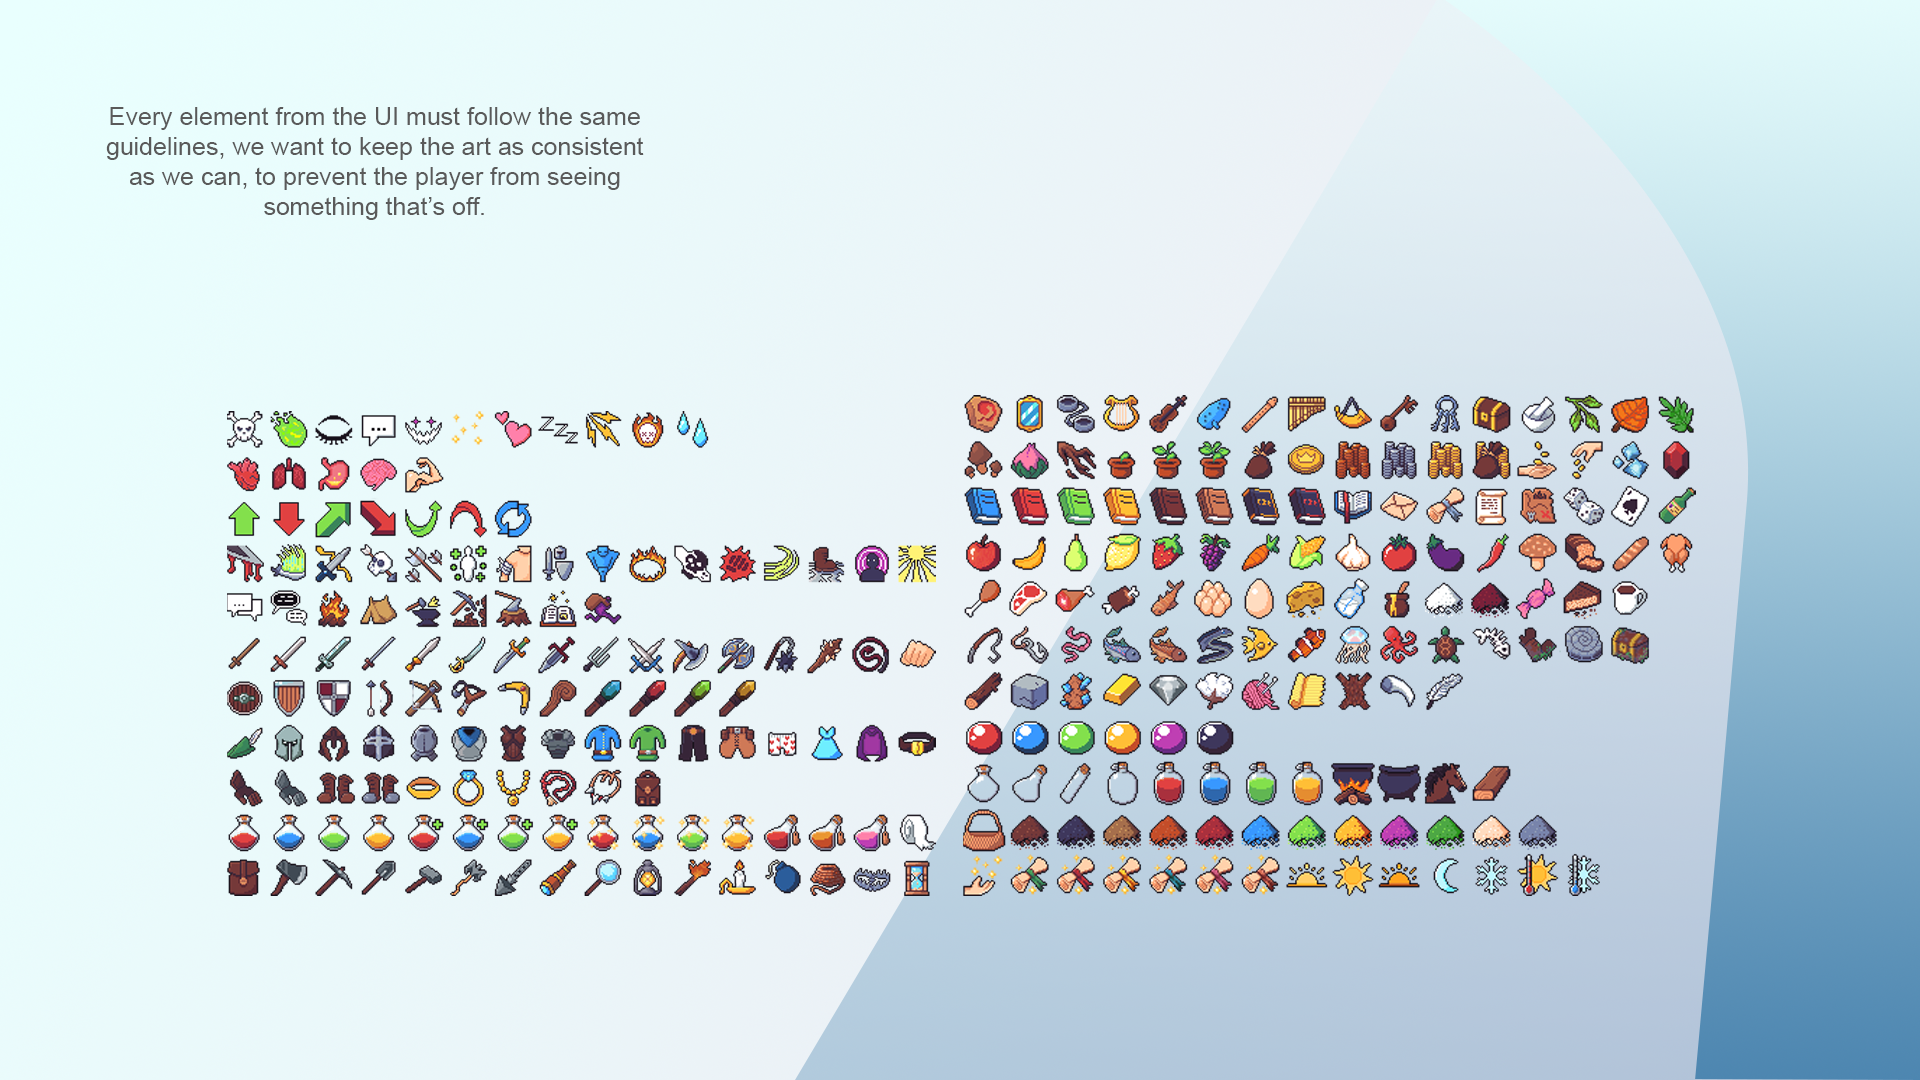 Every element from the UI must follow the same
guidelines, we want to keep the art as consistent
as we can, to prevent the player from seeing
something that’s off.